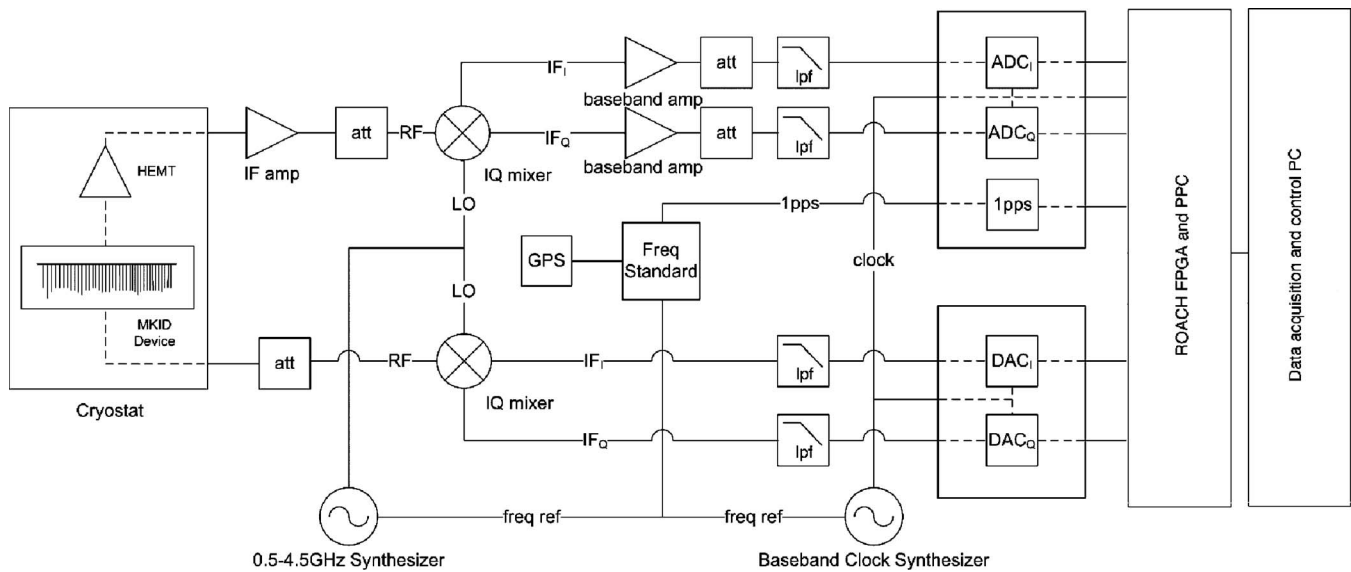 IF_I
baseband amp
att
lpf
ADC_I
HEMT
IF amp
att
RF
IQ mixer
IF_Q
baseband amp
att
lpf
ADC_Q
LO
1pps
1pps
GPS
Freq
Standard
clock
LO
MKID
Device
Cryostat
att
RF
IQ mixer
IF_I
lpf
DAC_I
IF_Q
lpf
DAC_Q
freq ref
freq ref
0.5-4.5GHz Synthesizer
Baseband Clock Synthesizer
ROACH FPGA and PPC
Data acquisition and control PC